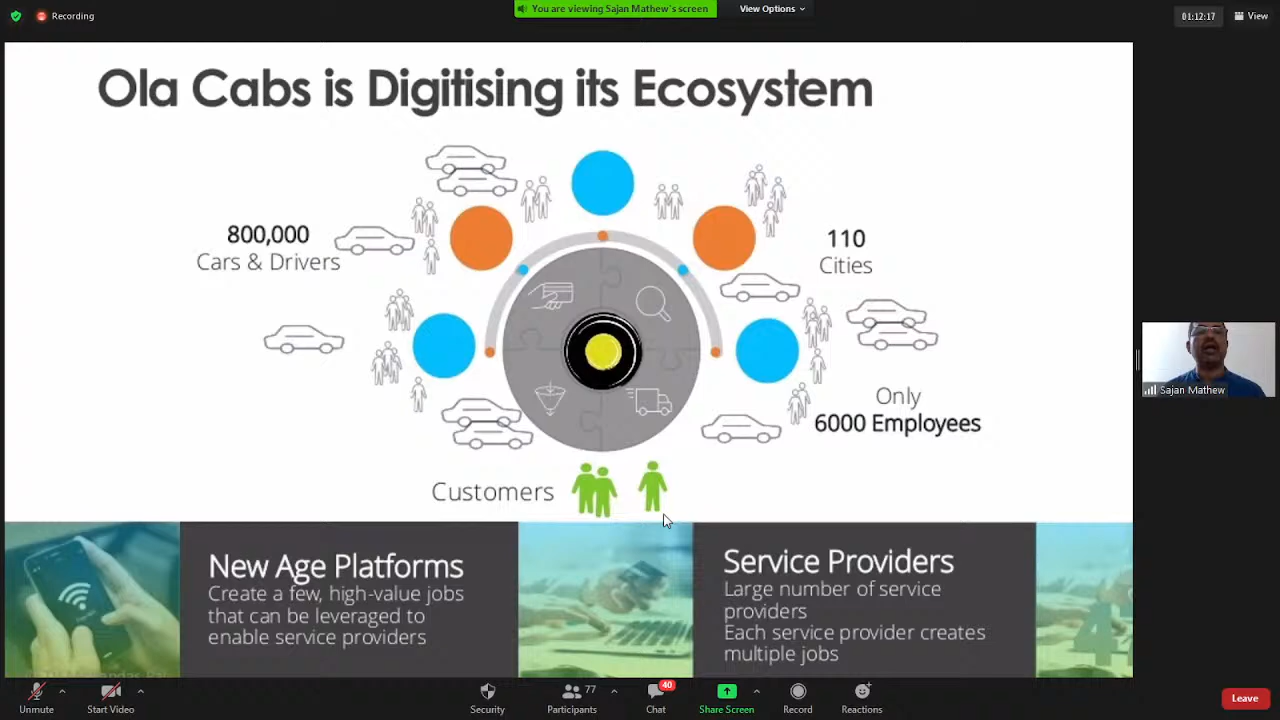 Recording
You are viewing Sajan Mathew's screen
View Options
01:12:17
View
Ola Cabs is Digitising its Ecosystem
800,000
Cars & Drivers
110
Cities
Only
6000 Employees
Customers
New Age Platforms
Create a few, high-value jobs
that can be leveraged to
enable service providers
Service Providers
Large number of service
providers
Each service provider creates
multiple jobs
4
Sajan Mathew
Unmute
Start Video
Security
77
Participants
40
Chat
Share Screen
Record
Reactions
Leave